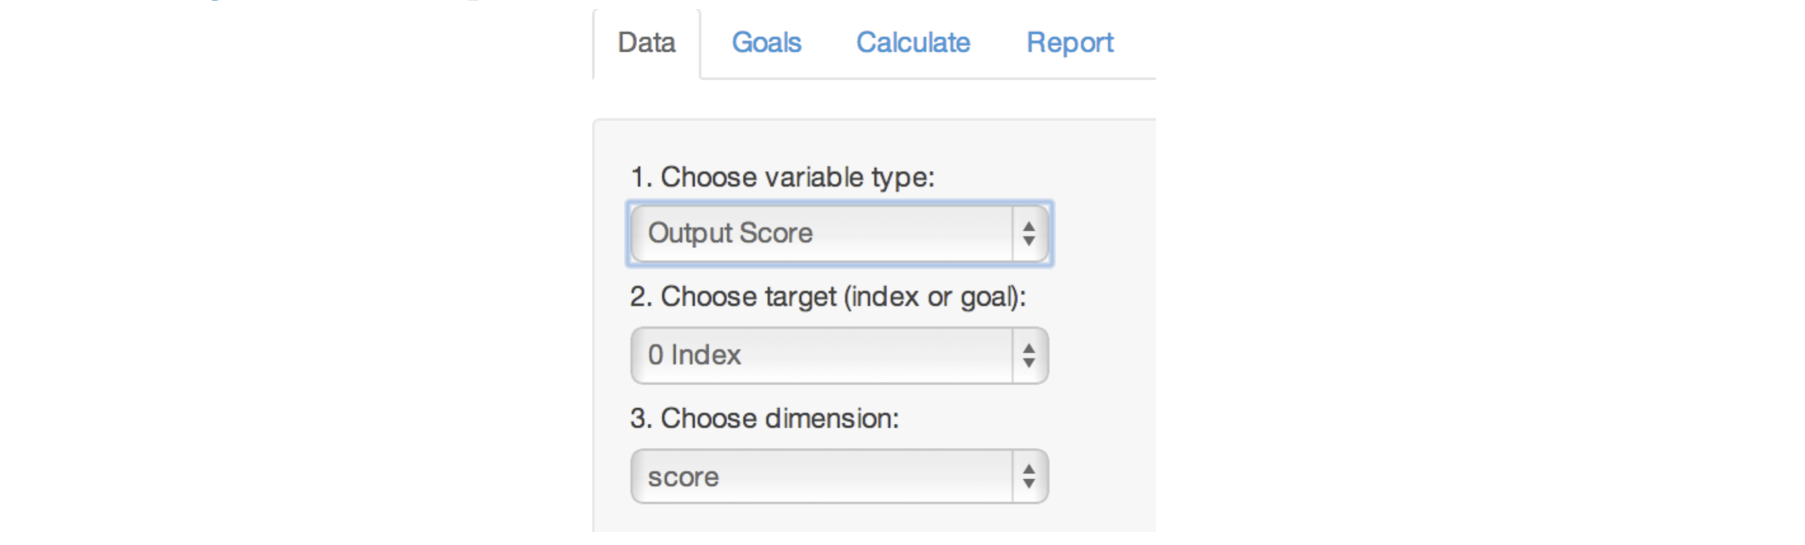 Data Goals Calculate Report
1. Choose variable type:
Output Score
2. Choose target (index or goal):
0 Index
3. Choose dimension:
score